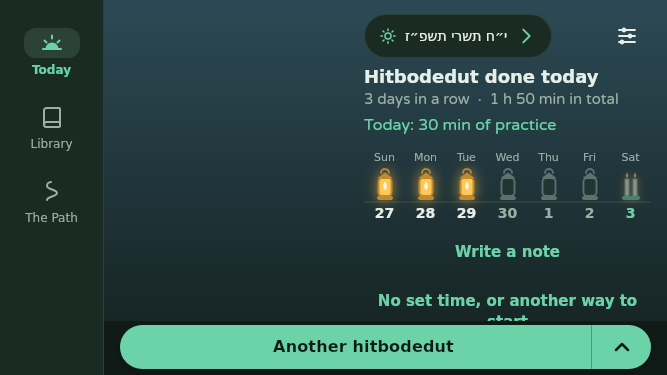 Today
Library
The Path
י״ח תשרי תשפ״ז
Hitbodedut done today
3 days in a row · 1 h 50 min in total
Today: 30 min of practice
Sun Mon Tue Wed Thu Fri Sat
27 28 29 30 1 2 3
Write a note
No set time, or another way to
start
Another hitbodedut